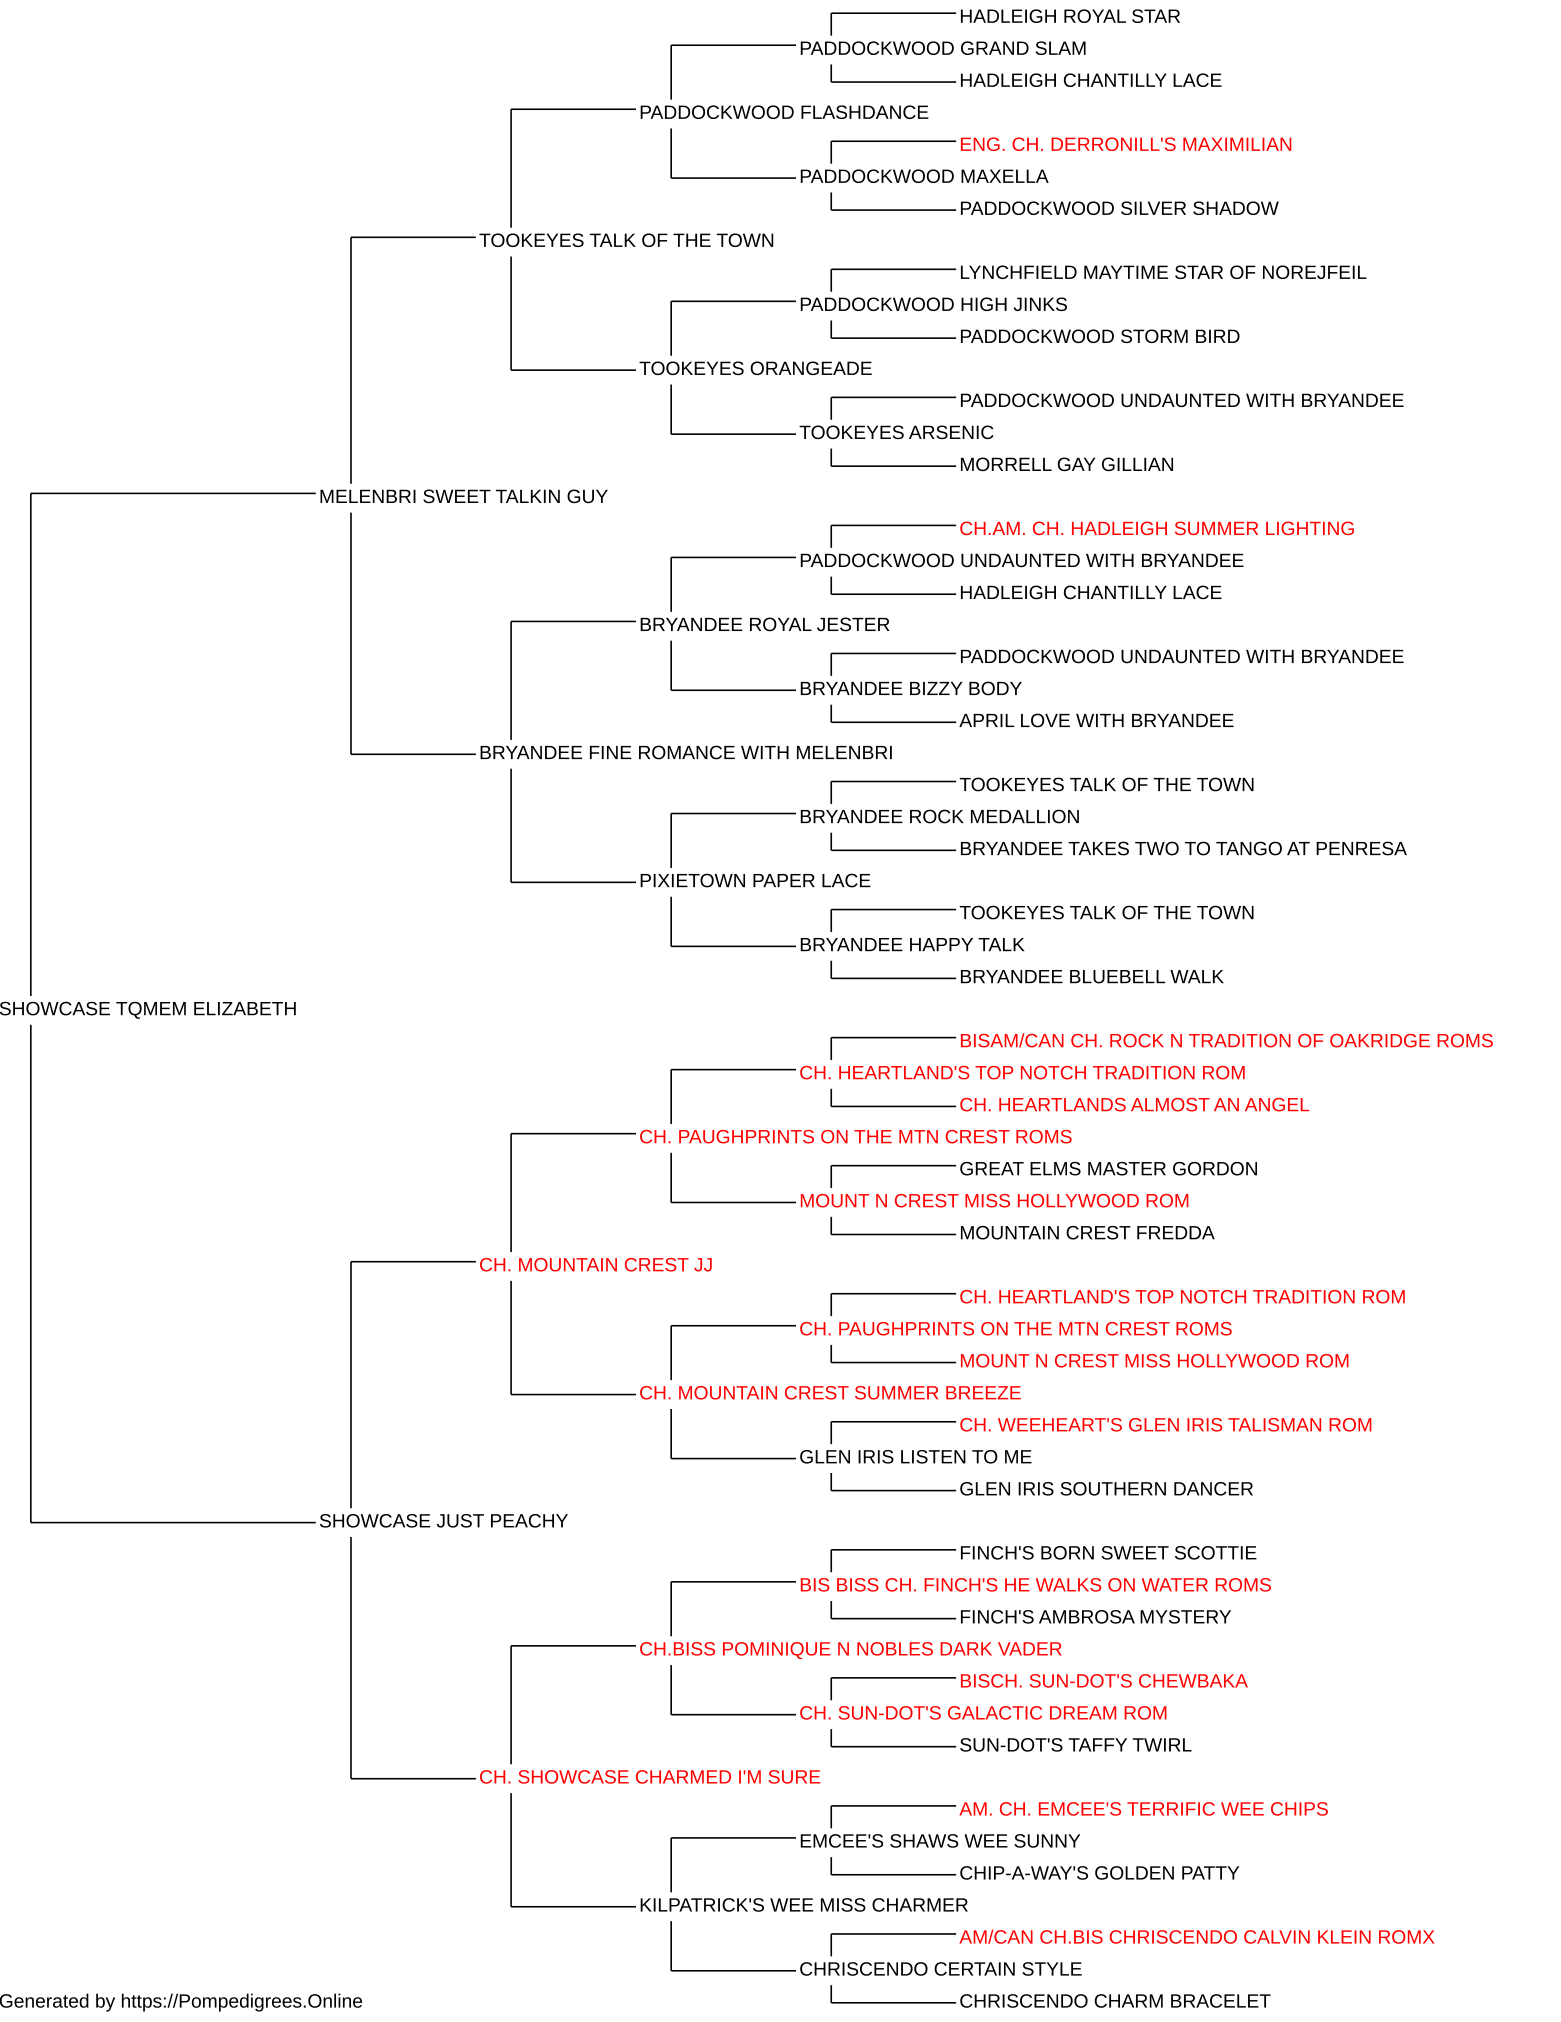 HADLEIGH ROYAL STAR
PADDOCKWOOD GRAND SLAM
HADLEIGH CHANTILLY LACE
PADDOCKWOOD FLASHDANCE
ENG. CH. DERRONILL'S MAXIMILIAN
PADDOCKWOOD MAXELLA
PADDOCKWOOD SILVER SHADOW
TOOKEYES TALK OF THE TOWN
LYNCHFIELD MAYTIME STAR OF NOREJFEIL
PADDOCKWOOD HIGH JINKS
PADDOCKWOOD STORM BIRD
TOOKEYES ORANGEADE
PADDOCKWOOD UNDAUNTED WITH BRYANDEE
TOOKEYES ARSENIC
MORRELL GAY GILLIAN
MELENBRI SWEET TALKIN GUY
CH.AM. CH. HADLEIGH SUMMER LIGHTING
PADDOCKWOOD UNDAUNTED WITH BRYANDEE
HADLEIGH CHANTILLY LACE
BRYANDEE ROYAL JESTER
PADDOCKWOOD UNDAUNTED WITH BRYANDEE
BRYANDEE BIZZY BODY
APRIL LOVE WITH BRYANDEE
BRYANDEE FINE ROMANCE WITH MELENBRI
TOOKEYES TALK OF THE TOWN
BRYANDEE ROCK MEDALLION
BRYANDEE TAKES TWO TO TANGO AT PENRESA
PIXIETOWN PAPER LACE
TOOKEYES TALK OF THE TOWN
BRYANDEE HAPPY TALK
BRYANDEE BLUEBELL WALK
SHOWCASE TQMEM ELIZABETH
BISAM/CAN CH. ROCK N TRADITION OF OAKRIDGE ROMS
CH. HEARTLAND'S TOP NOTCH TRADITION ROM
CH. HEARTLANDS ALMOST AN ANGEL
CH. PAUGHPRINTS ON THE MTN CREST ROMS
GREAT ELMS MASTER GORDON
MOUNT N CREST MISS HOLLYWOOD ROM
MOUNTAIN CREST FREDDA
CH. MOUNTAIN CREST JJ
CH. HEARTLAND'S TOP NOTCH TRADITION ROM
CH. PAUGHPRINTS ON THE MTN CREST ROMS
MOUNT N CREST MISS HOLLYWOOD ROM
CH. MOUNTAIN CREST SUMMER BREEZE
CH. WEEHEART'S GLEN IRIS TALISMAN ROM
GLEN IRIS LISTEN TO ME
GLEN IRIS SOUTHERN DANCER
SHOWCASE JUST PEACHY
FINCH'S BORN SWEET SCOTTIE
BIS BISS CH. FINCH'S HE WALKS ON WATER ROMS
FINCH'S AMBROSA MYSTERY
CH.BISS POMINIQUE N NOBLES DARK VADER
BISCH. SUN-DOT'S CHEWBAKA
CH. SUN-DOT'S GALACTIC DREAM ROM
SUN-DOT'S TAFFY TWIRL
CH. SHOWCASE CHARMED I'M SURE
AM. CH. EMCEE'S TERRIFIC WEE CHIPS
EMCEE'S SHAWS WEE SUNNY
CHIP-A-WAY'S GOLDEN PATTY
KILPATRICK'S WEE MISS CHARMER
AM/CAN CH.BIS CHRISCENDO CALVIN KLEIN ROMX
CHRISCENDO CERTAIN STYLE
CHRISCENDO CHARM BRACELET
Generated by https://Pompedigrees.Online